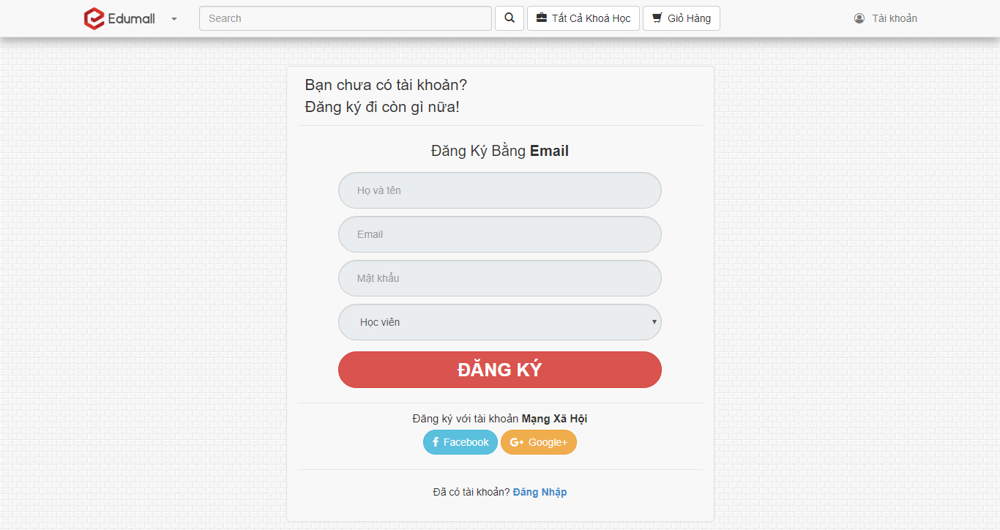 Edumall
Search
Tất Cả Khoá Học
Giỏ Hàng
Tài khoản
Bạn chưa có tài khoản?
Đăng ký đi còn gì nữa!
Đăng Ký Bằng Email
Họ và tên
Email
Mật khẩu
Học viên
ĐĂNG KÝ
Đăng ký với tài khoản Mạng Xã Hội
Facebook
Google+
Đã có tài khoản? Đăng Nhập